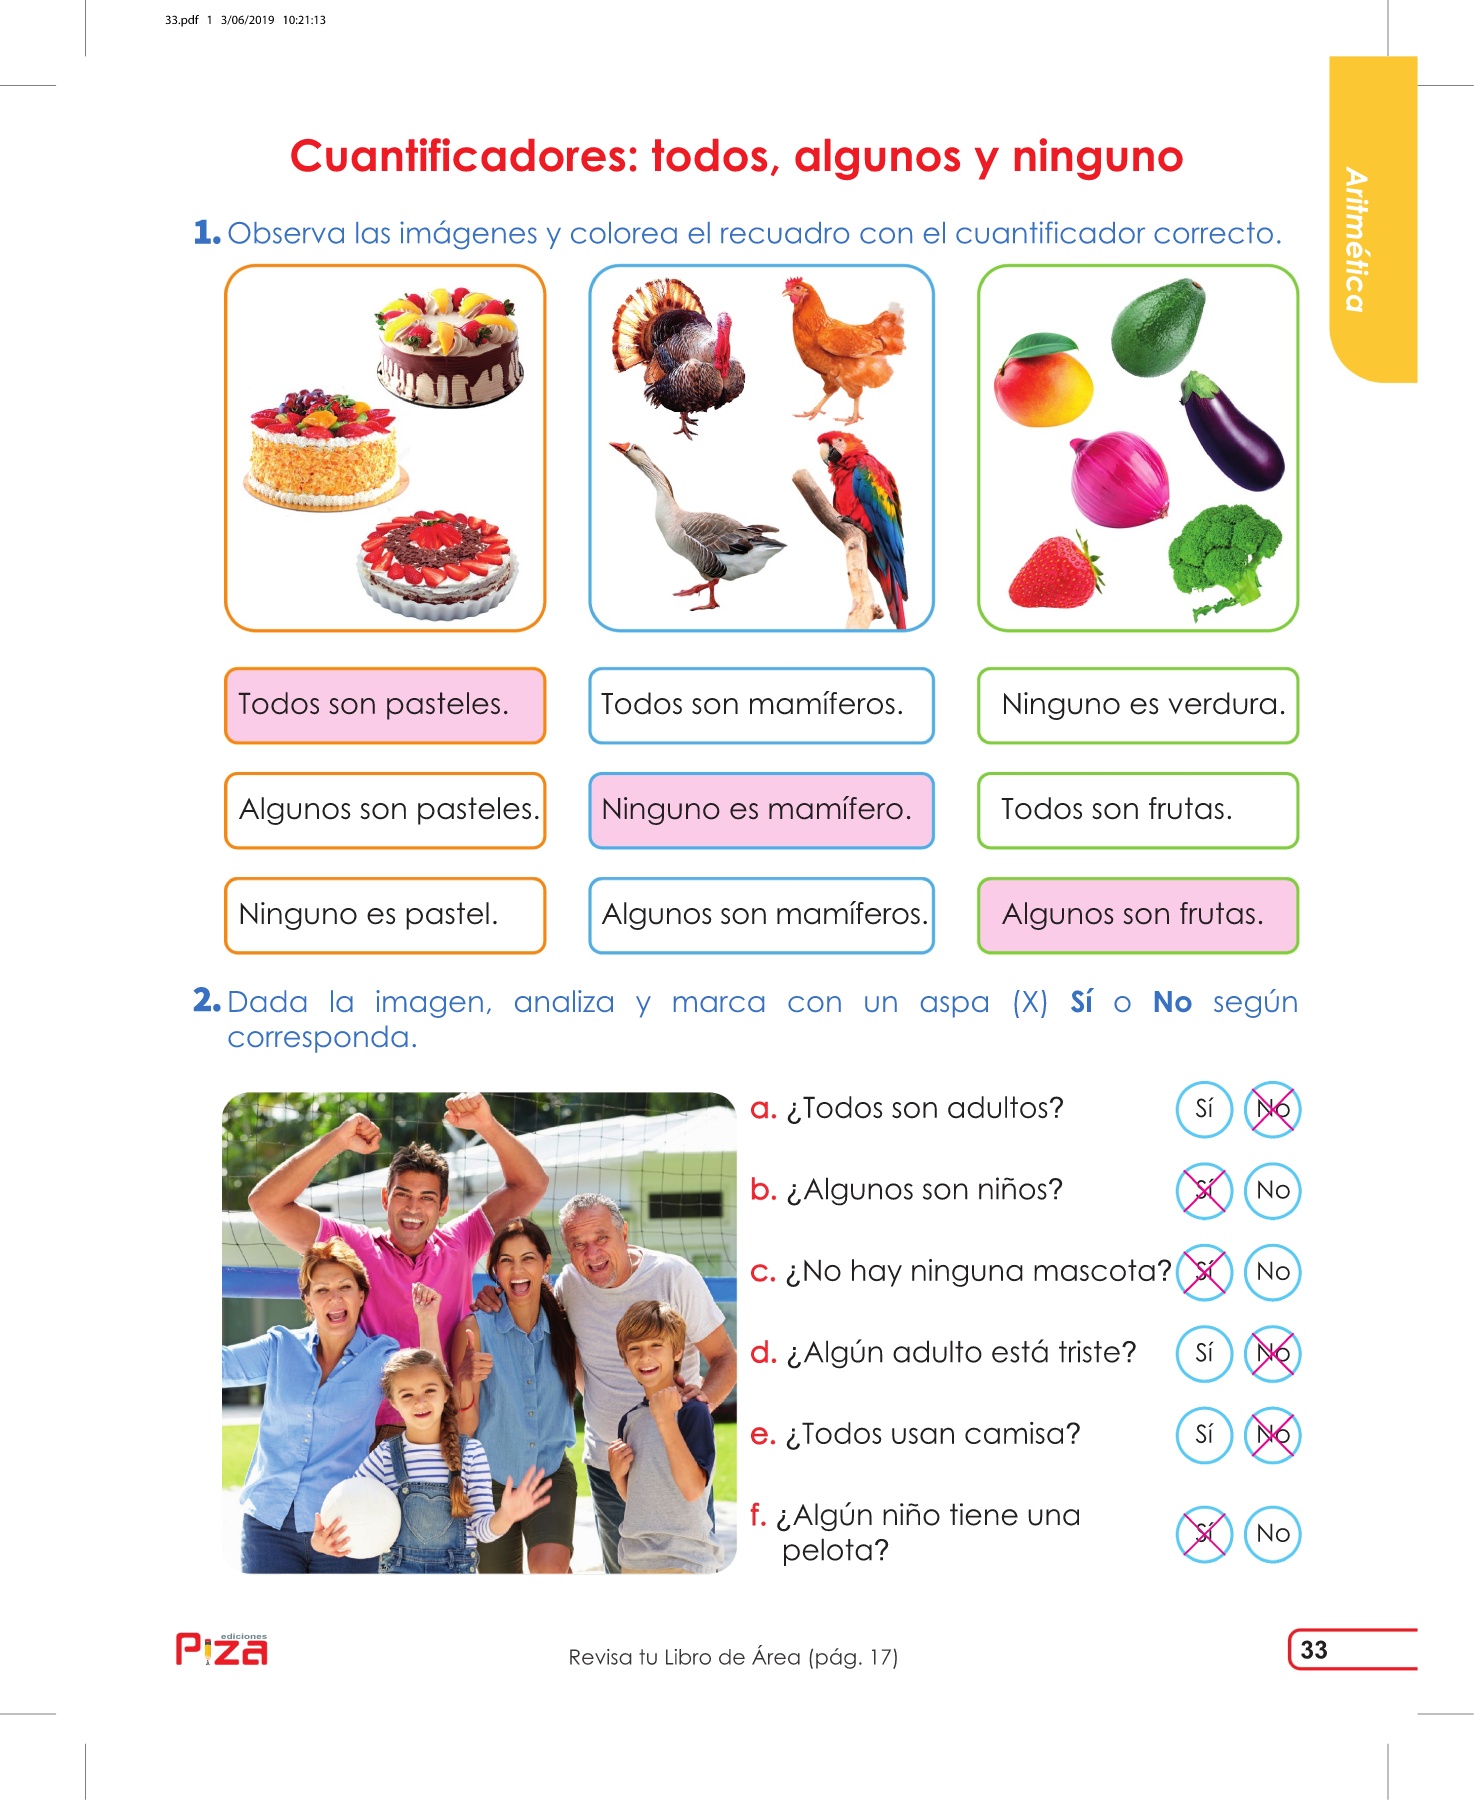 33.pdf 1 3/06/2019 10:21:13
Aritmética
Cuantificadores: todos, algunos y ninguno
1. Observa las imágenes y colorea el recuadro con el cuantificador correcto.
Todos son pasteles.
Todos son mamíferos.
Ninguno es verdura.
Algunos son pasteles.
Ninguno es mamífero.
Todos son frutas.
Ninguno es pastel.
Algunos son mamíferos.
Algunos son frutas.
2. Dada la imagen, analiza y marca con un aspa (X) Sí o No según
corresponda.
a. ¿Todos son adultos? Sí No
b. ¿Algunos son niños? Sí No
c. ¿No hay ninguna mascota? Sí No
d. ¿Algún adulto está triste? Sí No
e. ¿Todos usan camisa? Sí No
f. ¿Algún niño tiene una
pelota? Sí No
ediciones
Piza
Revisa tu Libro de Área (pág. 17)
33